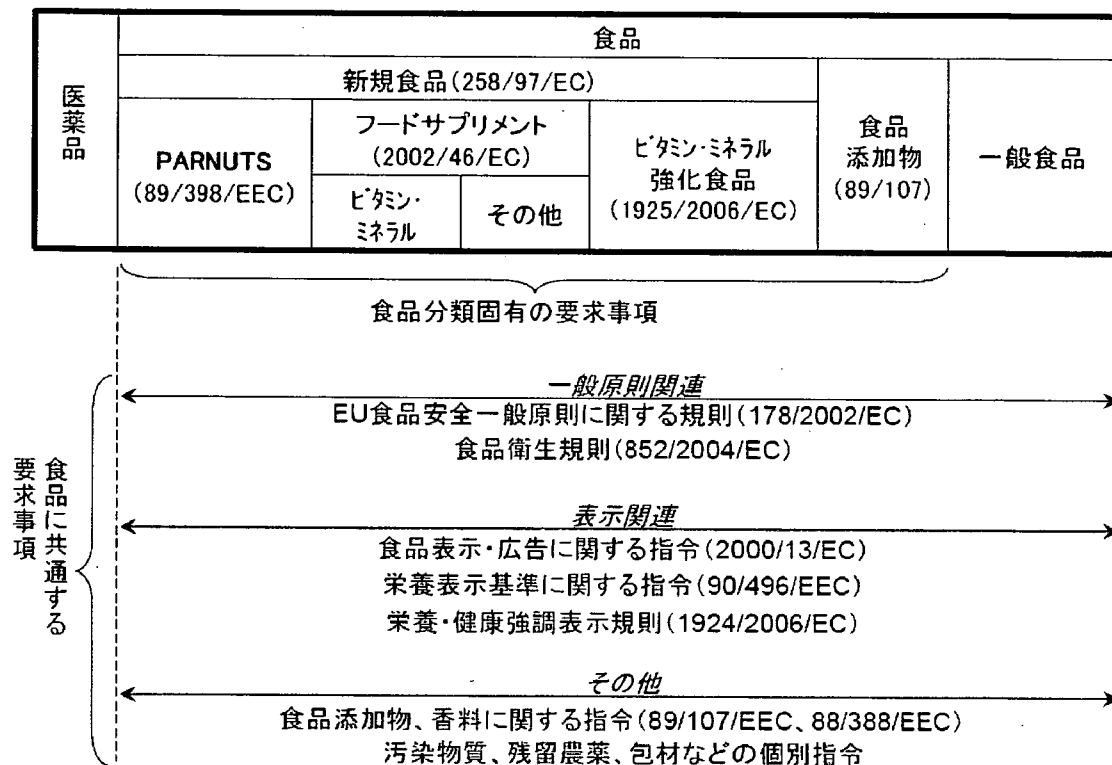 医薬品
食品
新規食品(258/97/EC)
PARNUTS
(89/398/EEC)
フードサプリメント
(2002/46/EC)
ビタミン・
ミネラル
その他
ビタミン・ミネラル
強化食品
(1925/2006/EC)
食品
添加物
(89/107)
一般食品
食品分類固有の要求事項
食品に共通する
要求事項
一般原則関連
EU食品安全一般原則に関する規則(178/2002/EC)
食品衛生規則(852/2004/EC)
表示関連
食品表示・広告に関する指令(2000/13/EC)
栄養表示基準に関する指令(90/496/EEC)
栄養・健康強調表示規則(1924/2006/EC)
その他
食品添加物、香料に関する指令(89/107/EEC、88/388/EEC)
汚染物質、残留農薬、包材などの個別指令